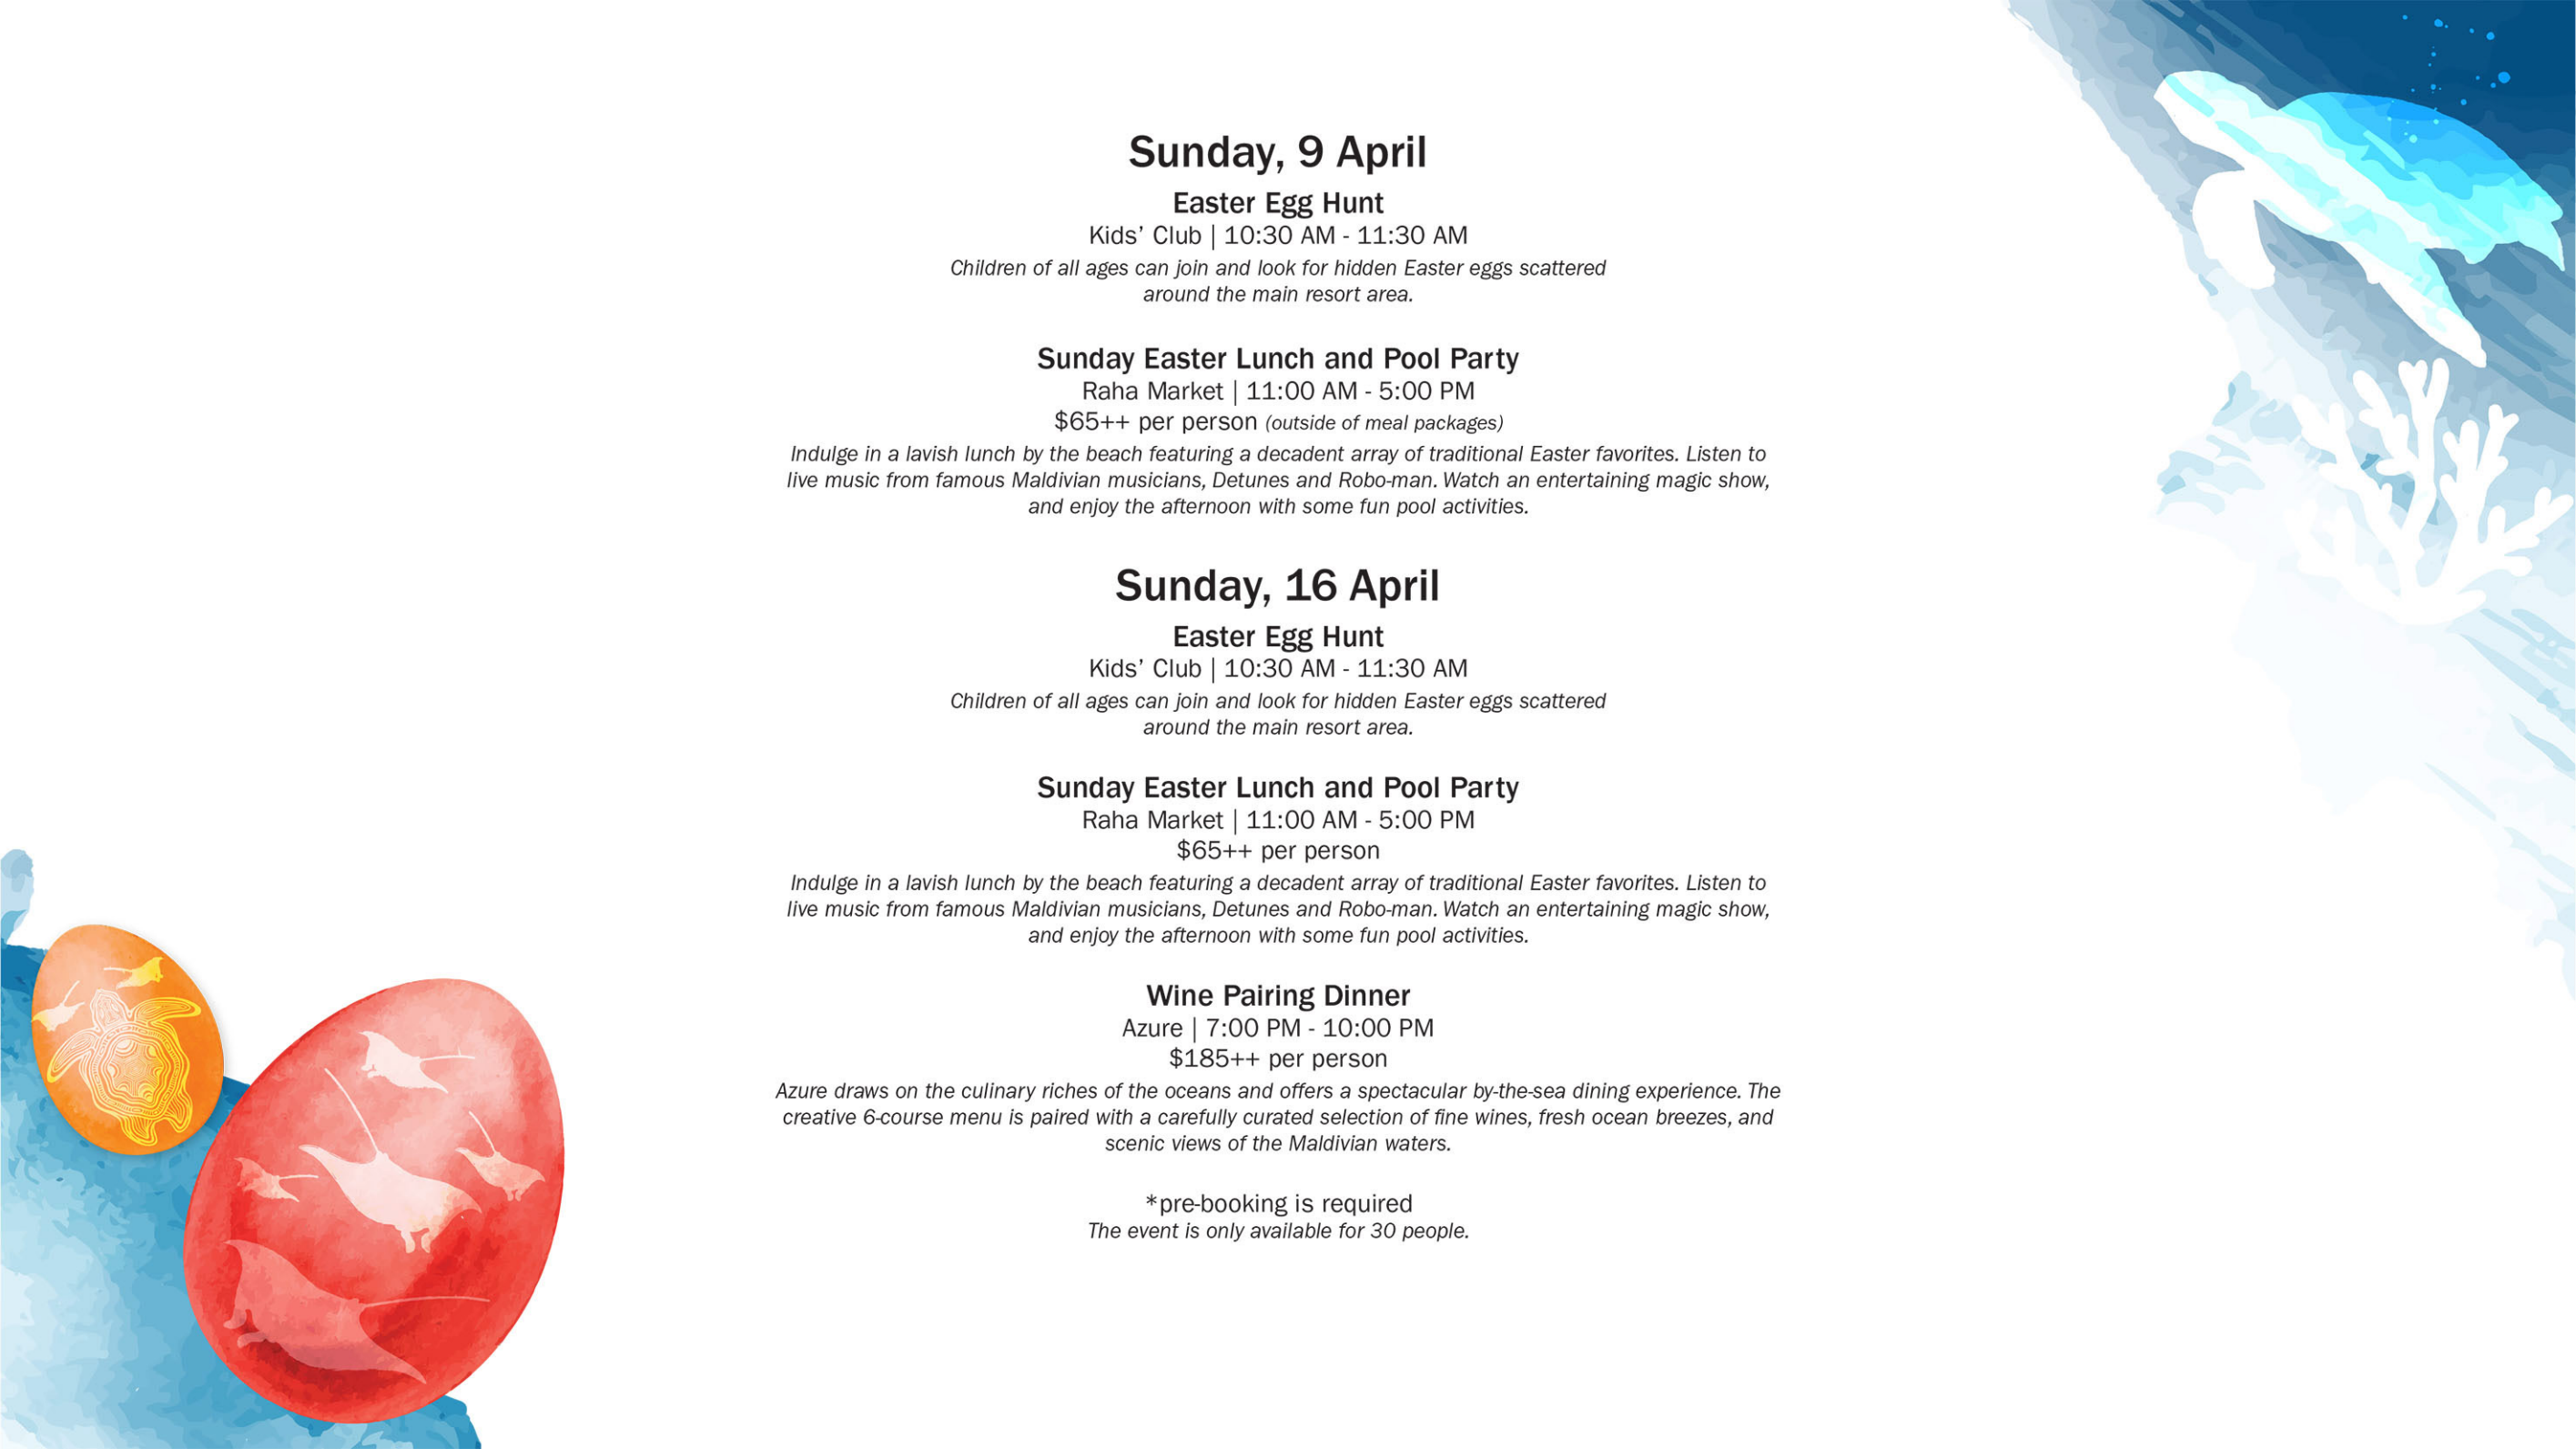 Sunday, 9 April
Easter Egg Hunt
Kids’ Club | 10:30 AM - 11:30 AM
Children of all ages can join and look for hidden Easter eggs scattered
around the main resort area.
Sunday Easter Lunch and Pool Party
Raha Market | 11:00 AM - 5:00 PM
$65++ per person (outside of meal packages)
Indulge in a lavish lunch by the beach featuring a decadent array of traditional Easter favorites. Listen to
live music from famous Maldivian musicians, Detunes and Robo-man. Watch an entertaining magic show,
and enjoy the afternoon with some fun pool activities.
Sunday, 16 April
Easter Egg Hunt
Kids’ Club | 10:30 AM - 11:30 AM
Children of all ages can join and look for hidden Easter eggs scattered
around the main resort area.
Sunday Easter Lunch and Pool Party
Raha Market | 11:00 AM - 5:00 PM
$65++ per person
Indulge in a lavish lunch by the beach featuring a decadent array of traditional Easter favorites. Listen to
live music from famous Maldivian musicians, Detunes and Robo-man. Watch an entertaining magic show,
and enjoy the afternoon with some fun pool activities.
Wine Pairing Dinner
Azure | 7:00 PM - 10:00 PM
$185++ per person
Azure draws on the culinary riches of the oceans and offers a spectacular by-the-sea dining experience. The
creative 6-course menu is paired with a carefully curated selection of fine wines, fresh ocean breezes, and
scenic views of the Maldivian waters.
*pre-booking is required
The event is only available for 30 people.